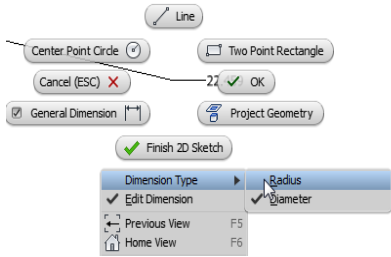 Line
Center Point Circle Two Point Rectangle
Cancel (ESC) 22 OK
General Dimension Project Geometry
Finish 2D Sketch
Dimension Type Radius
Edit Dimension Diameter
Previous View F5
Home View F6